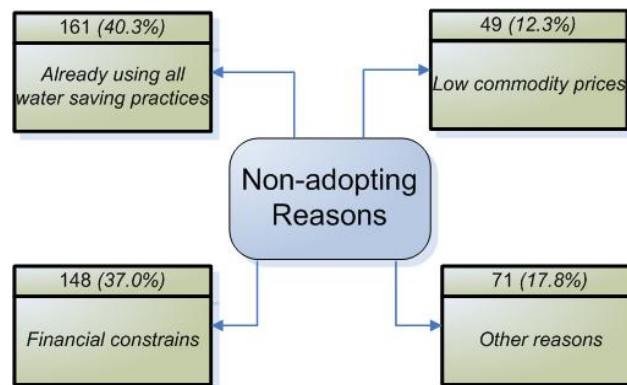 161 (40.3%)
Already using all
water saving practices
49 (12.3%)
Low commodity prices
Non-adopting
Reasons
148 (37.0%)
Financial constrains
71 (17.8%)
Other reasons